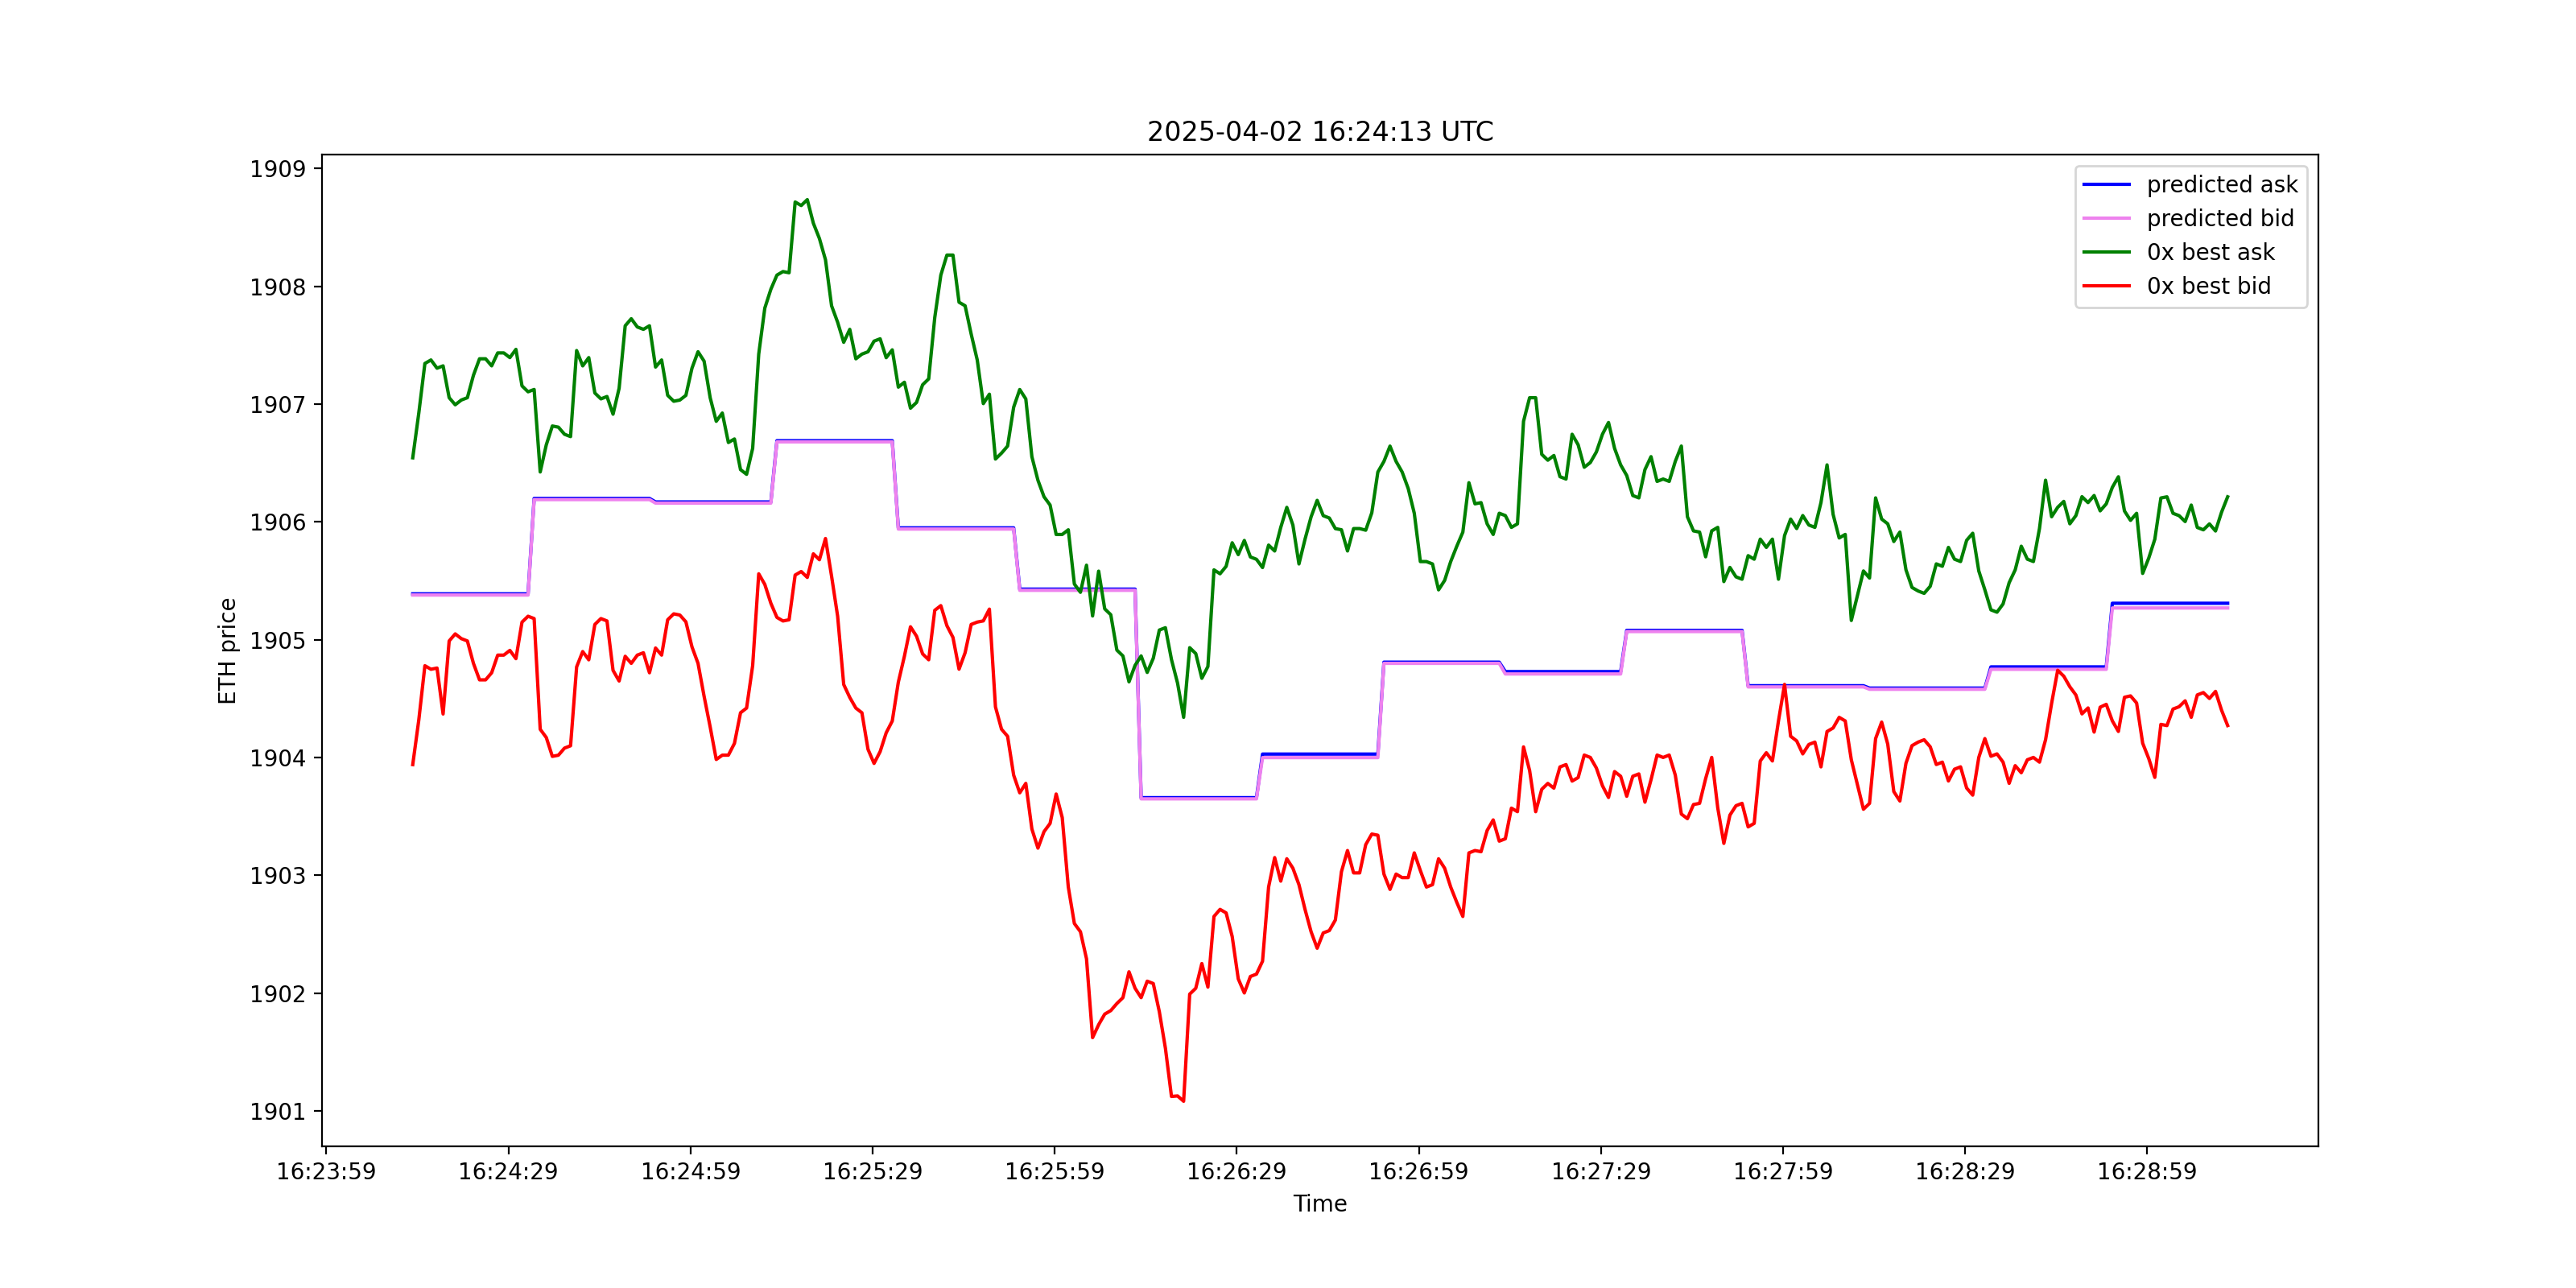 2025-04-02 16:24:13 UTC
1909
1908
1907
1906
1905
1904
1903
1902
1901
ETH price
predicted ask
predicted bid
0x best ask
0x best bid
16:23:59 16:24:29 16:24:59 16:25:29 16:25:59 16:26:29 16:26:59 16:27:29 16:27:59 16:28:29 16:28:59
Time